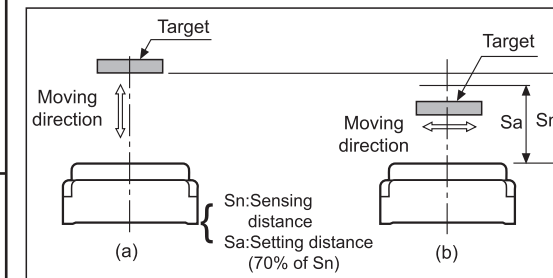 Target
Moving
direction
(a)
Sn:Sensing
distance
Sa:Setting distance
(70% of Sn)
Target
Moving
direction
Sa
Sn
(b)